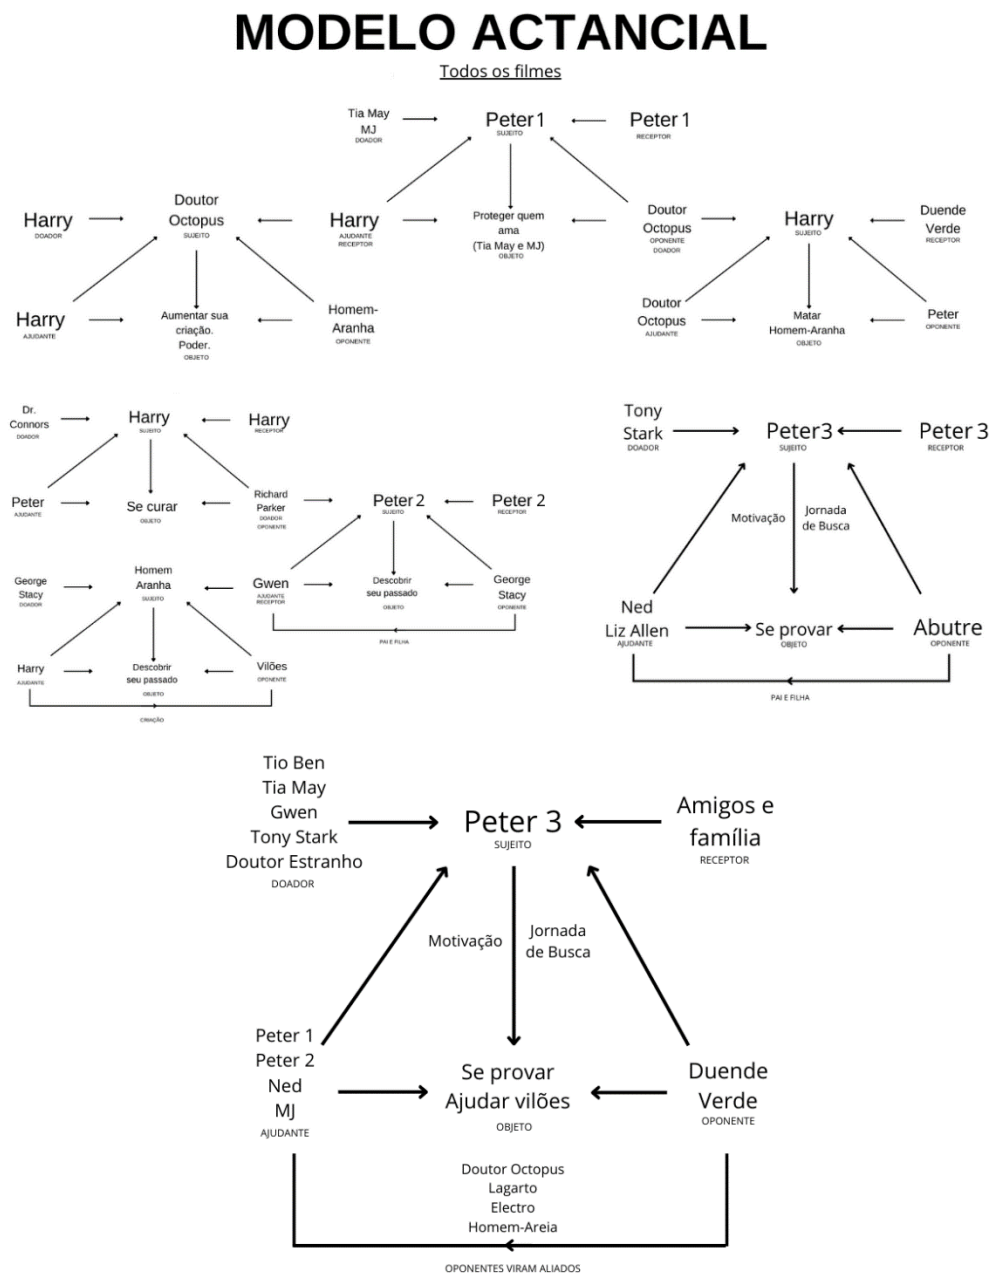 MODELO ACTANCIAL
Todos os filmes
Tia May
MJ
DOADOR
Peter 1
SUJEITO
Peter 1
RECEPTOR
Harry
DOADOR
Doutor
Octopus
SUJEITO
Harry
AJUDANTE
RECEPTOR
Proteger quem
ama
(Tia May e MJ)
OBJETO
Doutor
Octopus
OPONENTE
DOADOR
Harry
SUJEITO
Duende
Verde
RECEPTOR
Harry
AJUDANTE
Aumentar sua
criação.
Poder.
OBJETO
Homem-
Aranha
OPONENTE
Doutor
Octopus
AJUDANTE
Matar
Homem-Aranha
OBJETO
Peter
OPONENTE
Dr.
Connors
DOADOR
Harry
SUJEITO
Harry
RECEPTOR
Peter
AJUDANTE
Se curar
OBJETO
Richard
Parker
DOADOR
OPONENTE
Peter 2
SUJEITO
Peter 2
RECEPTOR
George
Stacy
DOADOR
Homem
Aranha
SUJEITO
Gwen
AJUDANTE
RECEPTOR
Descobrir
seu passado
OBJETO
George
Stacy
OPONENTE
PAI E FILHA
Harry
AJUDANTE
Descobrir
seu passado
OBJETO
Vilões
OPONENTE
CRIAÇÃO
Tony
Stark
DOADOR
Peter3
SUJEITO
Peter 3
RECEPTOR
Motivação
Jornada
de Busca
Ned
Liz Allen
AJUDANTE
Se provar
OBJETO
Abutre
OPONENTE
PAI E FILHA
Tio Ben
Tia May
Gwen
Tony Stark
Doutor Estranho
DOADOR
Peter 3
SUJEITO
Amigos e
família
RECEPTOR
Motivação
Jornada
de Busca
Peter 1
Peter 2
Ned
MJ
AJUDANTE
Se provar
Ajudar vilões
OBJETO
Duende
Verde
OPONENTE
Doutor Octopus
Lagarto
Electro
Homem-Areia
OPONENTES VIRAM ALIADOS